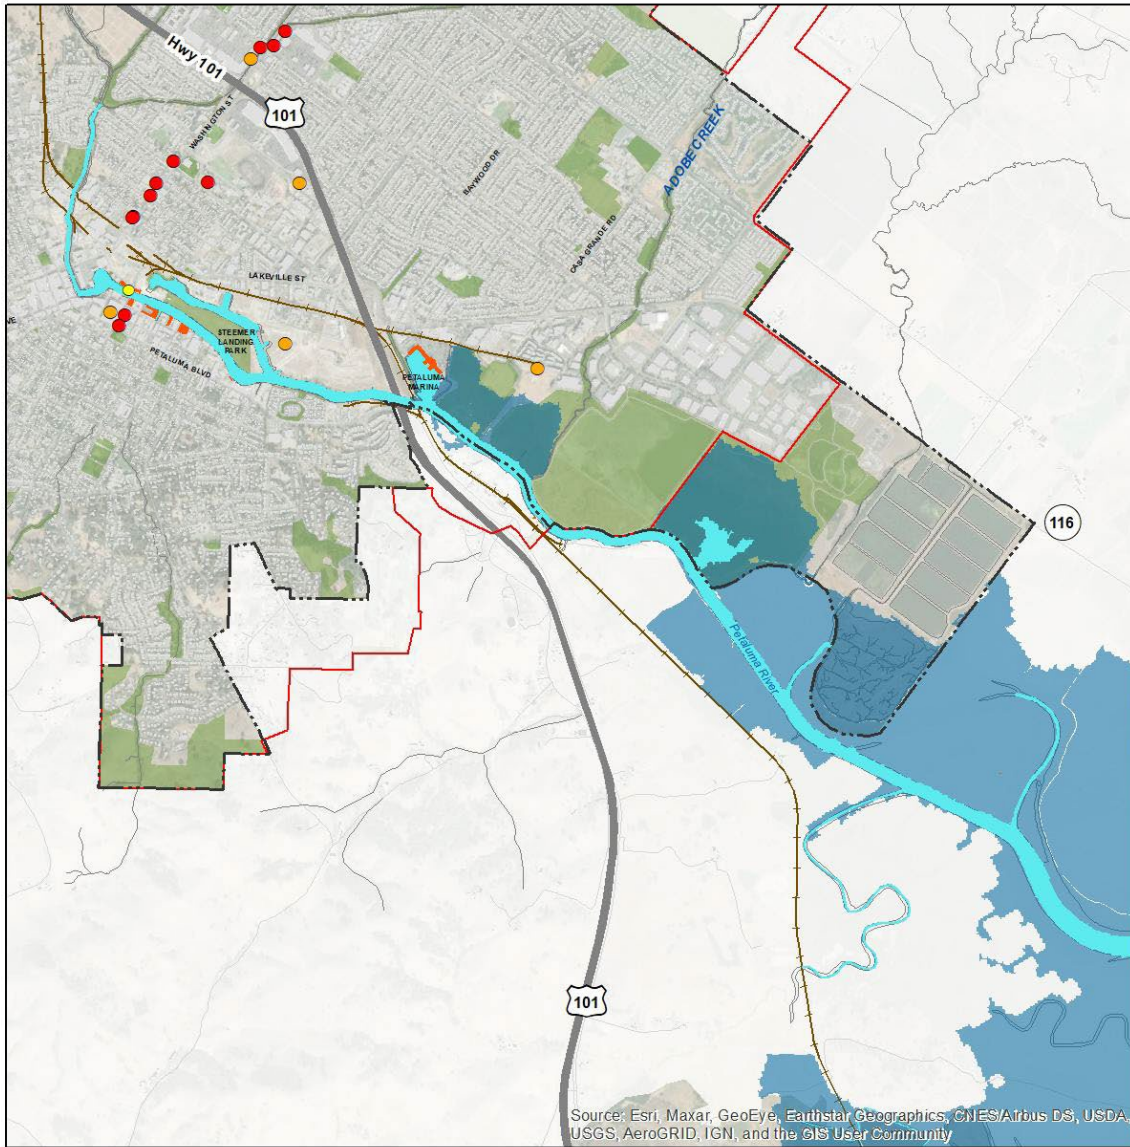 Hwy 101
101
WASHINGTON ST
BAYWOOD DR
ADOBE CREEK
CASA GRANDE RD
LAKEVILLE ST
VE
STEEMER
LANDING
PARK
PETALUMA BLVD
PETALUMA
MARINA
116
Petaluma River
101
Source: Esri, Maxar, GeoEye, Earthstar Geographics, CNES/Airbus DS, USDA,
USGS, AeroGRID, IGN, and the GIS User Community